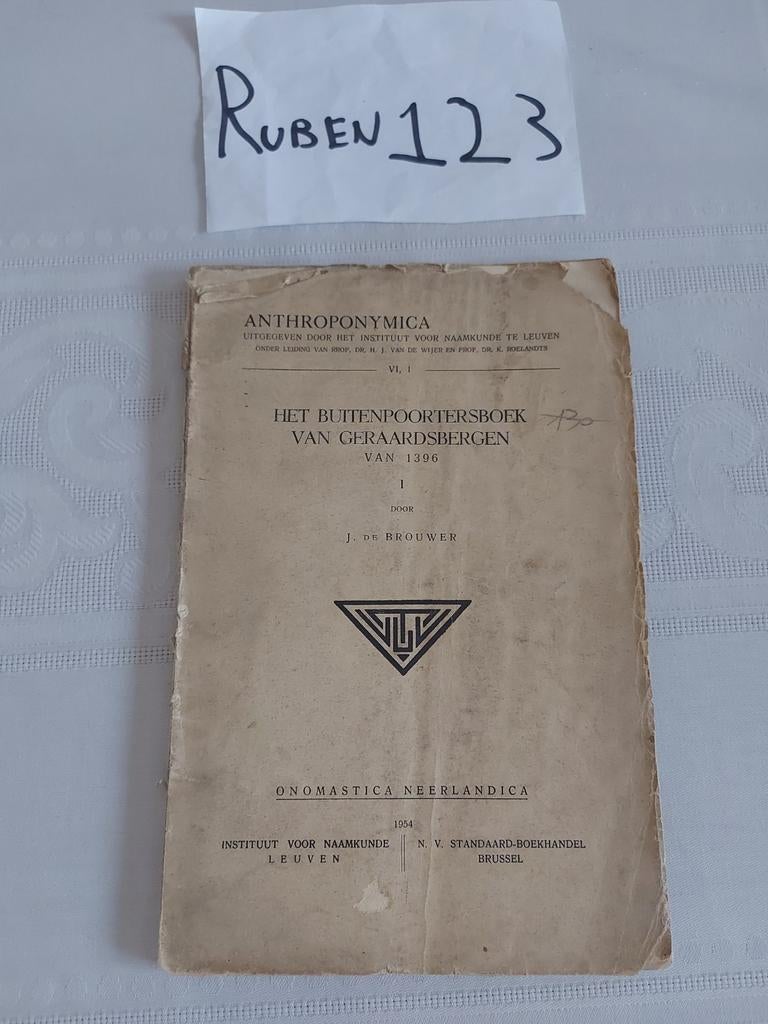 RUBEN 123
ANTHROPONYMICA
UITGEGEVEN DOOR HET INSTITUUT VOOR NAAMKUNDE TE LEUVEN
ONDER LEIDING VAN PROF. DR. H. J. VAN DE WIJER EN PROF. DR. K. ROELANDTS
VI, 1
HET BUITENPOORTERSBOEK
VAN GERAARDSBERGEN
VAN 1396
I
DOOR
J. DE BROUWER
ONOMASTICA NEERLANDICA
1954
INSTITUUT VOOR NAAMKUNDE
LEUVEN
N. V. STANDAARD-BOEKHANDEL
BRUSSEL